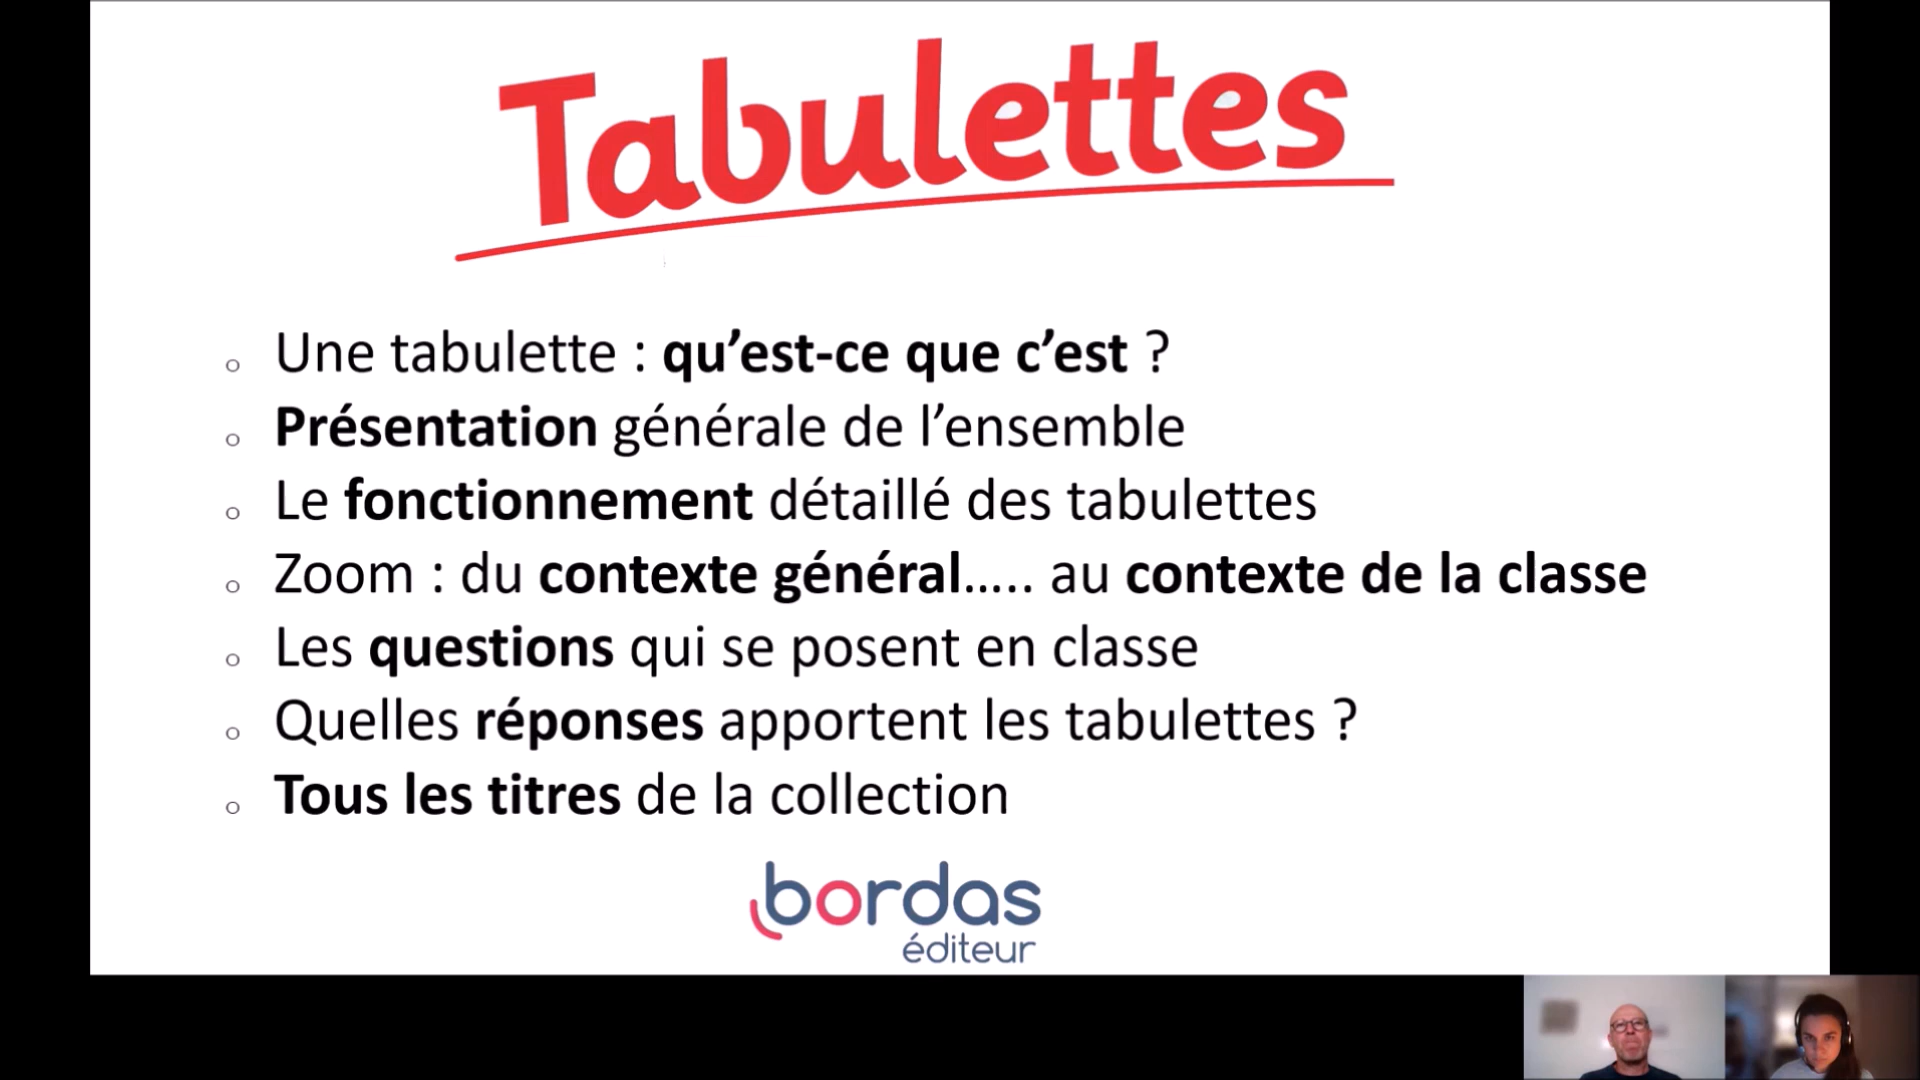 Tabulettes
Une tabulette : qu’est-ce que c’est ?
Présentation générale de l’ensemble
Le fonctionnement détaillé des tabulettes
Zoom : du contexte général..... au contexte de la classe
Les questions qui se posent en classe
Quelles réponses apportent les tabulettes ?
Tous les titres de la collection
bordas
éditeur